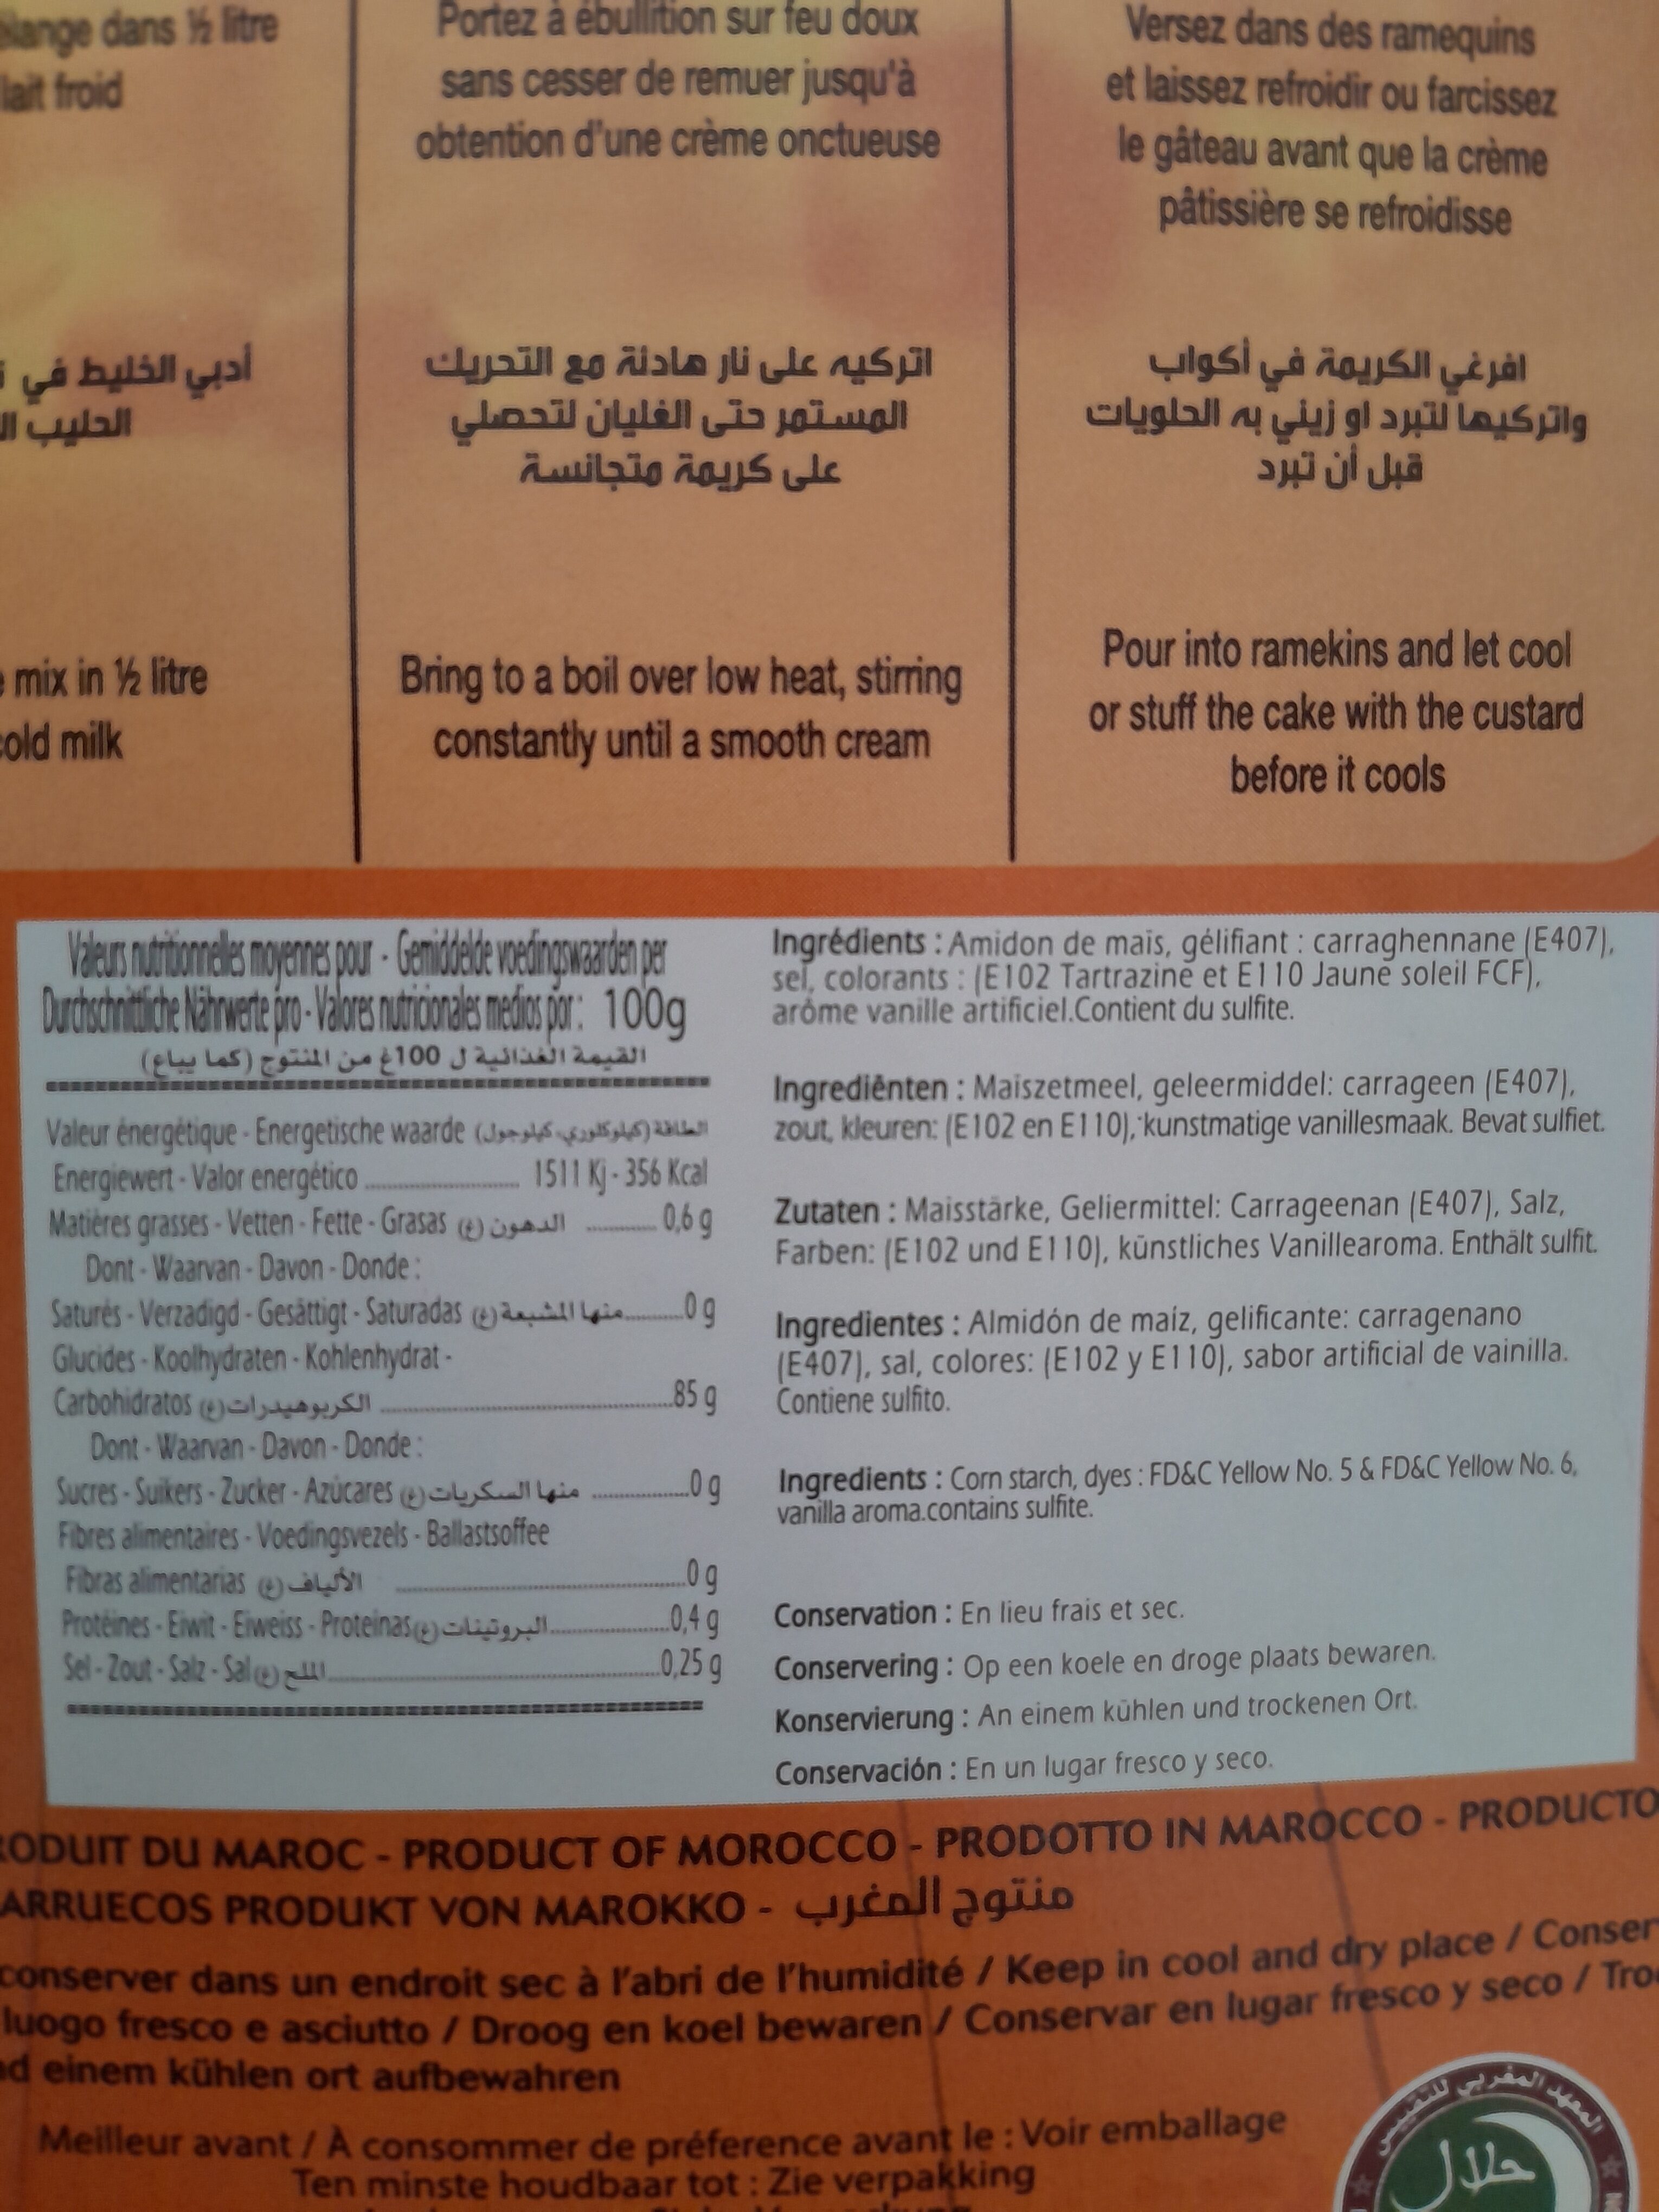 dans ½ litre
lait froid
Portez à ébullition sur feu doux
sans cesser de remuer jusqu'à
obtention d'une crème onctueuse
Versez dans des ramequins
et laissez refroidir ou farcissez
le gâteau avant que la crème
pâtissière se refroidisse
أدبي الخليط في
الحليب
اتركيه على نار هادئة مع التحريك
المستمر حتى الغليان لتحصلي
على كريمة متجانسة
افرغي الكريمة في أكواب
واتركيها لتبرد او زيني به الحلويات
قبل أن تبرد
mix in ½ litre
cold milk
Bring to a boil over low heat, stirring
constantly until a smooth cream
Pour into ramekins and let cool
or stuff the cake with the custard
before it cools
Valeurs nutritionnelles moyennes pour - Gemiddelde voedingswaarden per
Durchschnittliche Nährwerte pro - Valores nutricionales medios por : 100g
القيمة الغذائية ل 100غ من المنتوج (كما يباع)
Valeur énergétique - Energetische waarde الطاقة (كيلوكلوري، كيلوجول)
Energiewert - Valor energético 1511 Kj - 356 Kcal
Matières grasses - Vetten - Fette - Grasas الدهون (غ) 0,6 g
Dont - Waarvan - Davon - Donde :
Saturés - Verzadigd - Gesättigt - Saturadas منها المشبعة (غ) 0 g
Glucides - Koolhydraten - Kohlenhydrat -
Carbohidratos الكربوهيدرات (غ) 85 g
Dont - Waarvan - Davon - Donde :
Sucres - Suikers - Zucker - Azúcares منها السكريات (غ) 0 g
Fibres alimentaires - Voedingsvezels - Ballastsoffee
Fibras alimentarias الألياف (غ) 0 g
Protéines - Eiwit - Eiweiss - Proteinas البروتينات (غ) 0,4 g
Sel - Zout - Salz - Sal الملح (غ) 0,25 g
Ingrédients : Amidon de maïs, gélifiant : carraghennane (E407),
sel, colorants : (E102 Tartrazine et E110 Jaune soleil FCF),
arôme vanille artificiel.Contient du sulfite.
Ingrediënten : Maiszetmeel, geleermiddel: carrageen (E407),
zout, kleuren: (E102 en E110), kunstmatige vanillesmaak. Bevat sulfiet.
Zutaten : Maisstärke, Geliermittel: Carrageenan (E407), Salz,
Farben: (E102 und E110), künstliches Vanillearoma. Enthält sulfit.
Ingredientes : Almidón de maíz, gelificante: carragenano
(E407), sal, colores: (E102 y E110), sabor artificial de vainilla.
Contiene sulfito.
Ingredients : Corn starch, dyes : FD&C Yellow No. 5 & FD&C Yellow No. 6,
vanilla aroma.contains sulfite.
Conservation : En lieu frais et sec.
Conservering : Op een koele en droge plaats bewaren.
Konservierung : An einem kühlen und trockenen Ort.
Conservación : En un lugar fresco y seco.
RODUIT DU MAROC - PRODUCT OF MOROCCO - PRODOTTO IN MAROCCO - PRODUCTO
ARRUECOS PRODUKT VON MAROKKO - منتوج المغرب
conserver dans un endroit sec à l'abri de l'humidité / Keep in cool and dry place / Conser
luogo fresco e asciutto / Droog en koel bewaren / Conservar en lugar fresco y seco / Tro
d einem kühlen ort aufbewahren
Meilleur avant / À consommer de préference avant le : Voir emballage
Ten minste houdbaar tot : Zie verpakking
المعهد المغربي للتقييس
حلال